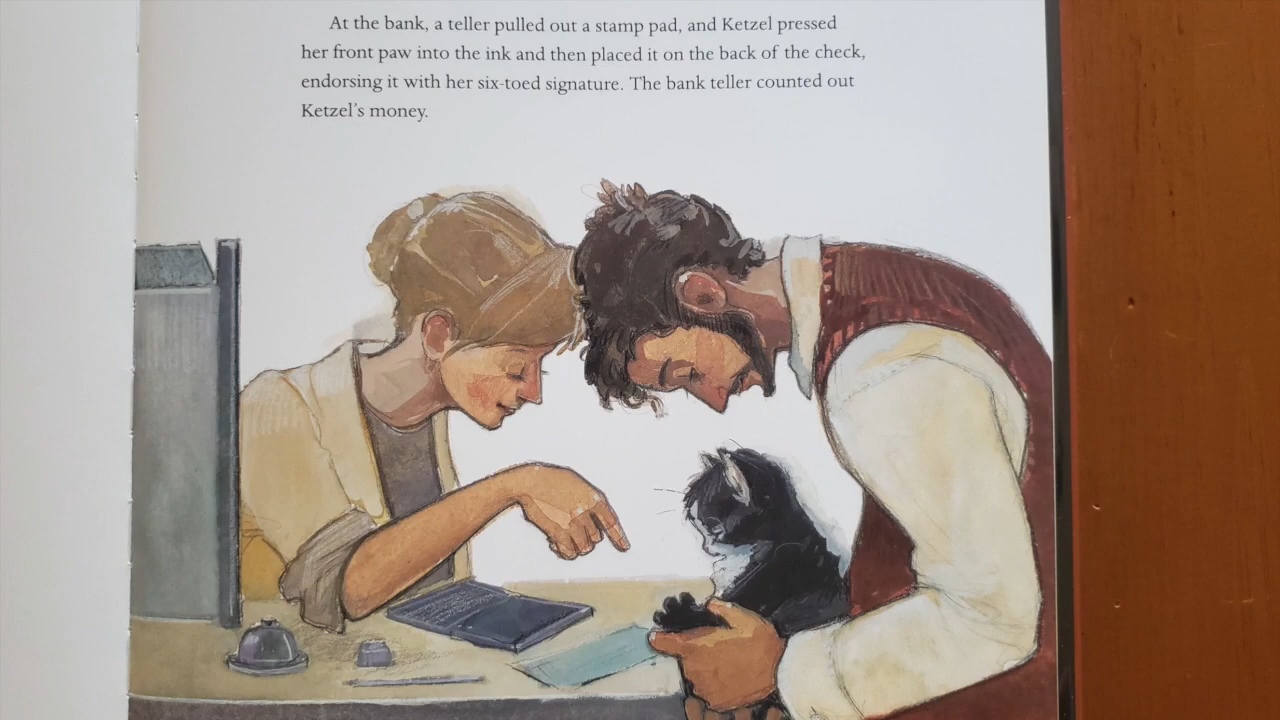 At the bank, a teller pulled out a stamp pad, and Ketzel pressed
her front paw into the ink and then placed it on the back of the check,
endorsing it with her six-toed signature. The bank teller counted out
Ketzel's money.